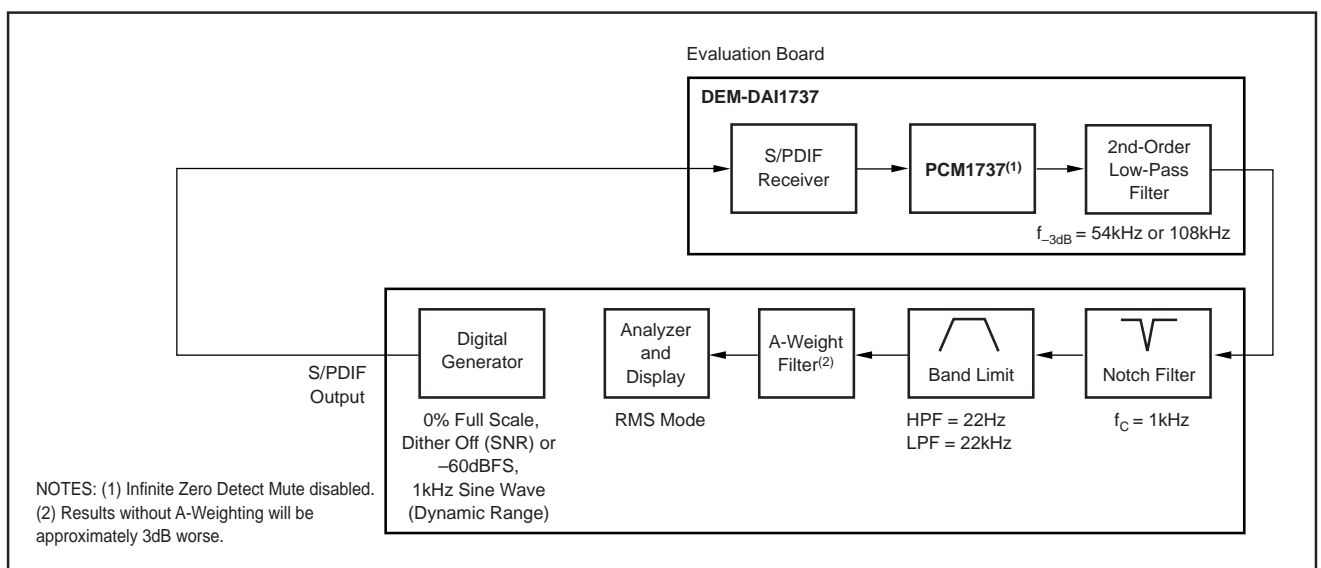 Evaluation Board
DEM-DAI1737
S/PDIF
Receiver
PCM1737(1)
2nd-Order
Low-Pass
Filter
f–3dB = 54kHz or 108kHz
S/PDIF
Output
Digital
Generator
0% Full Scale,
Dither Off (SNR) or
–60dBFS,
1kHz Sine Wave
(Dynamic Range)
Analyzer
and
Display
RMS Mode
A-Weight
Filter(2)
Band Limit
HPF = 22Hz
LPF = 22kHz
Notch Filter
fC = 1kHz
NOTES: (1) Infinite Zero Detect Mute disabled.
(2) Results without A-Weighting will be
approximately 3dB worse.